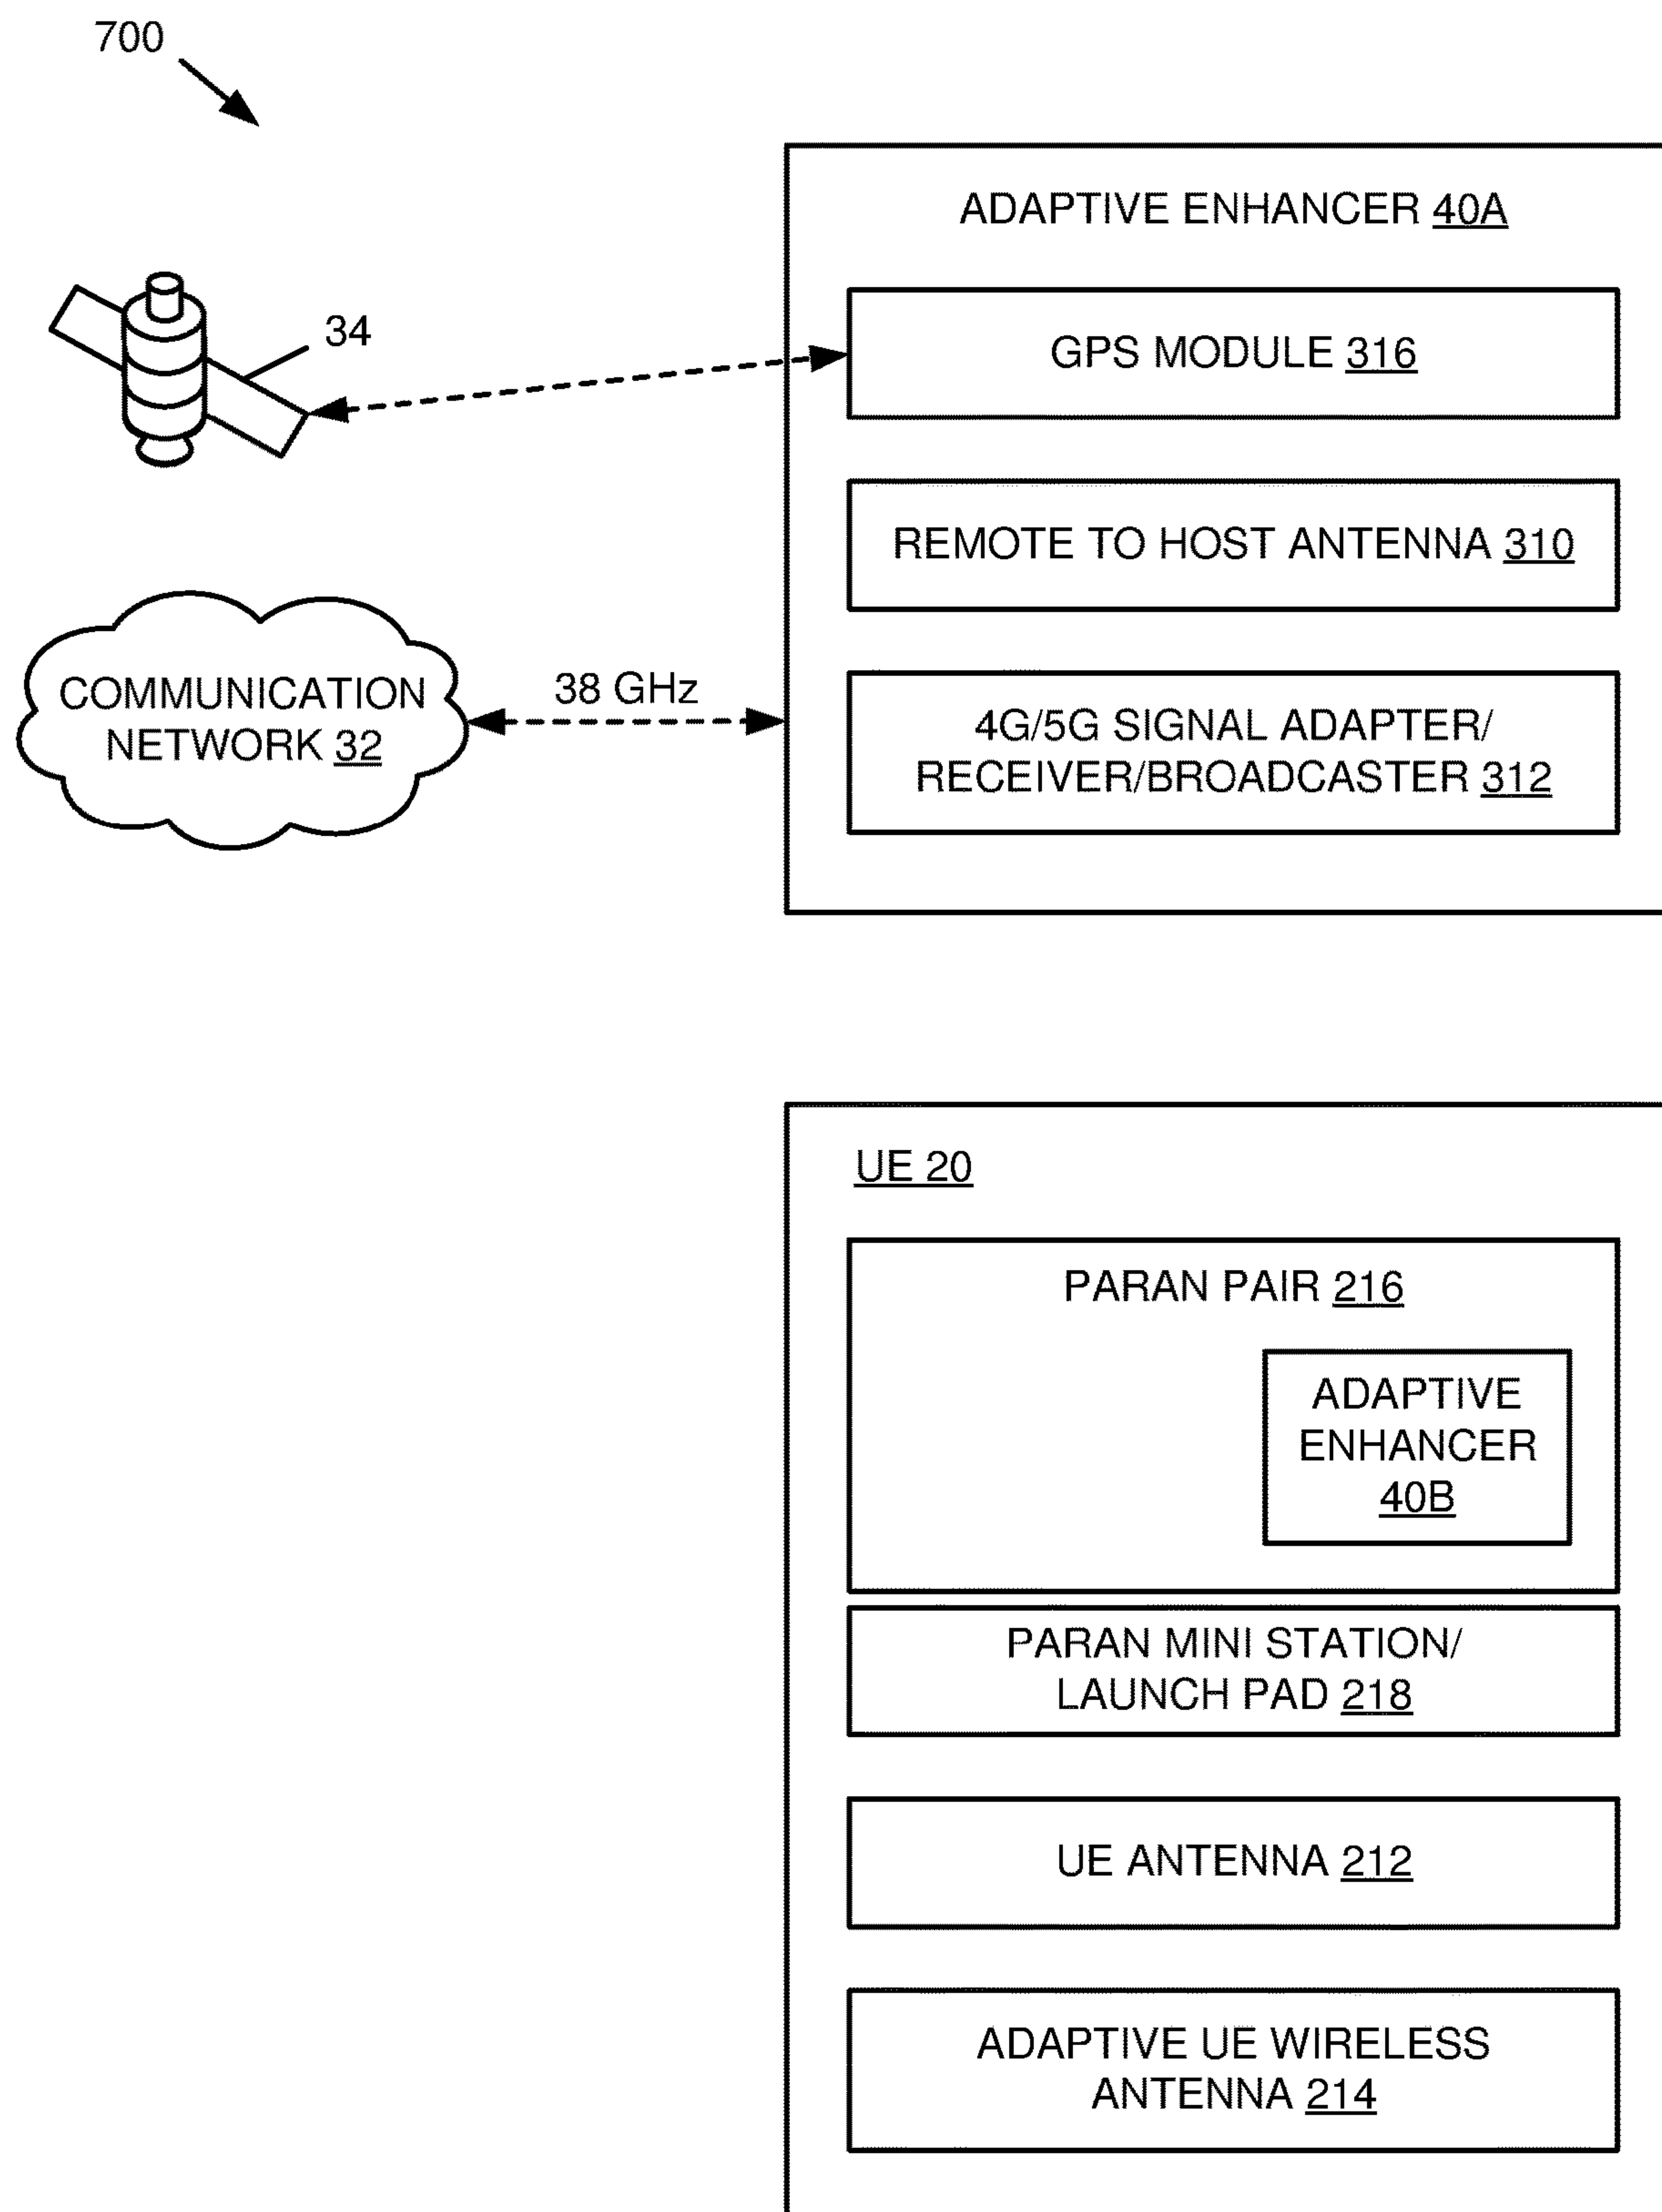 700
ADAPTIVE ENHANCER 40A
GPS MODULE 316
34
REMOTE TO HOST ANTENNA 310
COMMUNICATION
NETWORK 32
38 GHz
4G/5G SIGNAL ADAPTER/
RECEIVER/BROADCASTER 312
UE 20
PARAN PAIR 216
ADAPTIVE
ENHANCER
40B
PARAN MINI STATION/
LAUNCH PAD 218
UE ANTENNA 212
ADAPTIVE UE WIRELESS
ANTENNA 214